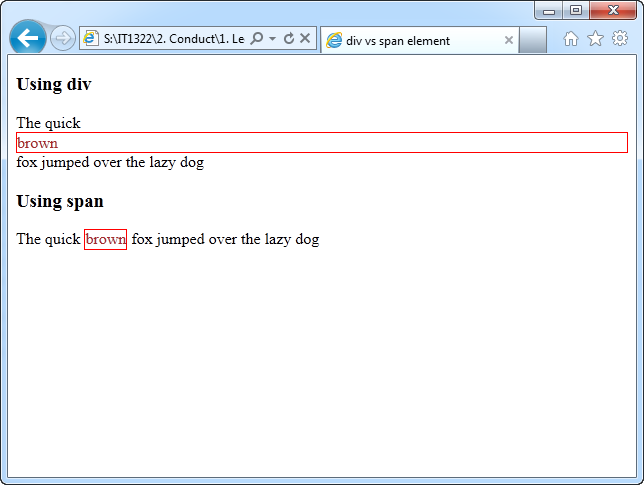 S:\IT1322\2. Conduct\1. Le
div vs span element
Using div
The quick
brown
fox jumped over the lazy dog
Using span
The quick brown fox jumped over the lazy dog